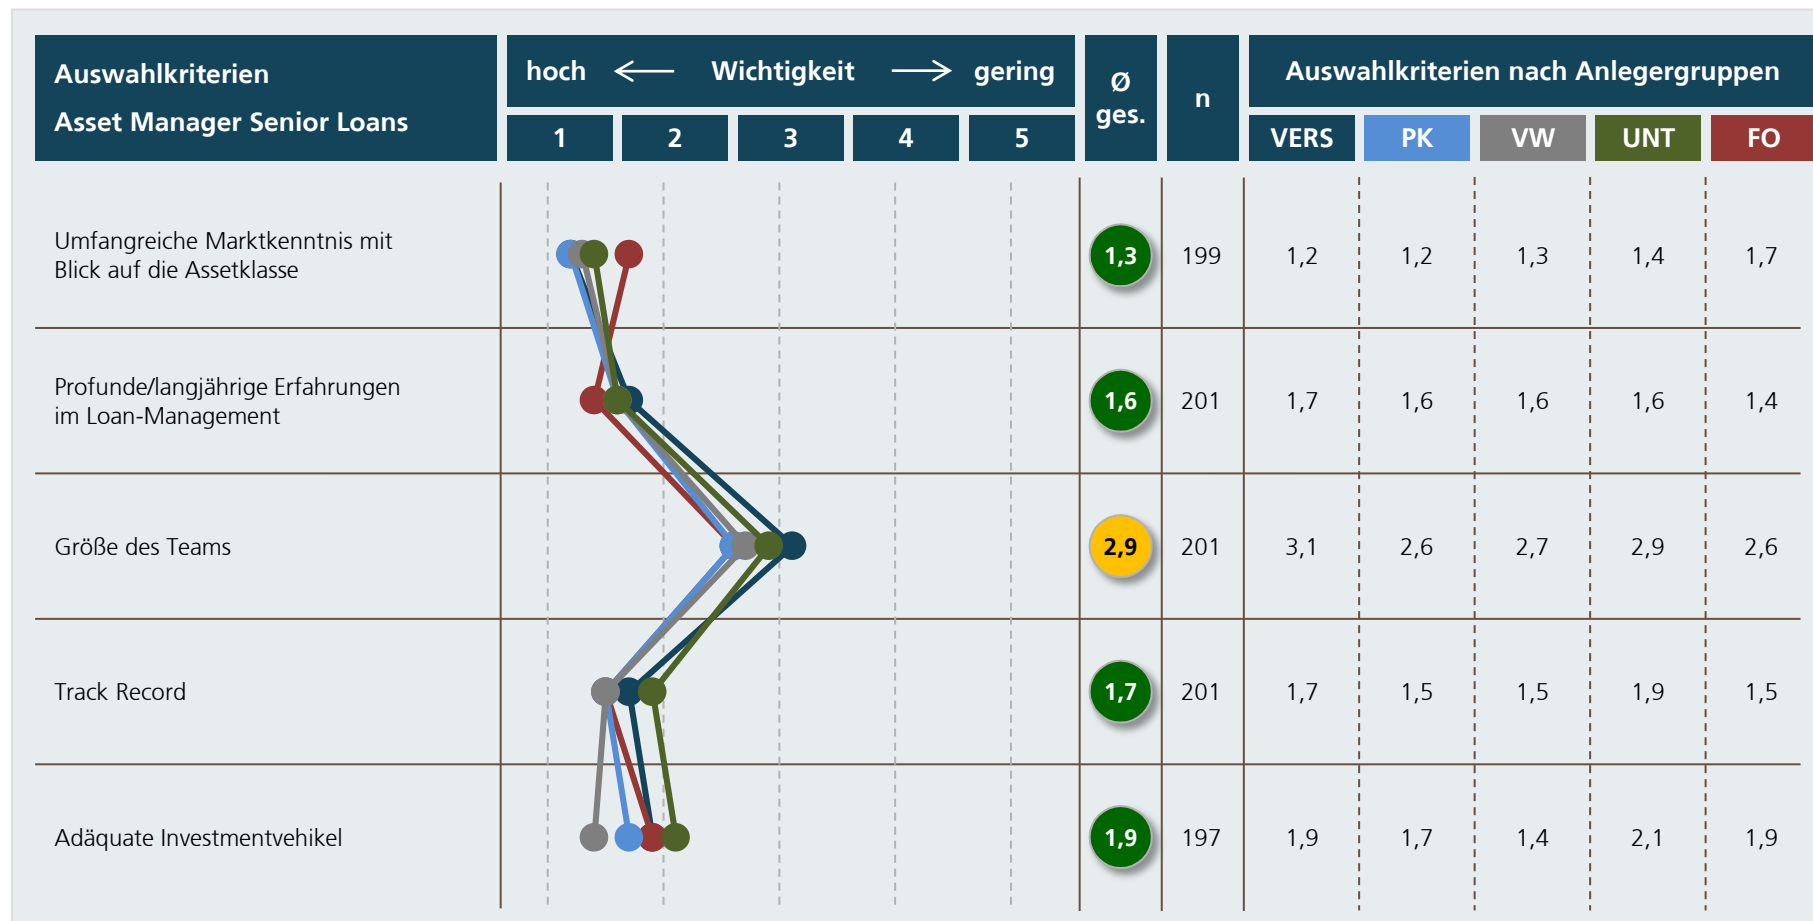 Auswahlkriterien
Asset Manager Senior Loans
hoch ← Wichtigkeit → gering
1 2 3 4 5
Ø
ges.
n
Auswahlkriterien nach Anlegergruppen
VERS PK VW UNT FO
Umfangreiche Marktkenntnis mit
Blick auf die Assetklasse
1,3 199 1,2 1,2 1,3 1,4 1,7
Profunde/langjährige Erfahrungen
im Loan-Management
1,6 201 1,7 1,6 1,6 1,6 1,4
Größe des Teams
2,9 201 3,1 2,6 2,7 2,9 2,6
Track Record
1,7 201 1,7 1,5 1,5 1,9 1,5
Adäquate Investmentvehikel
1,9 197 1,9 1,7 1,4 2,1 1,9